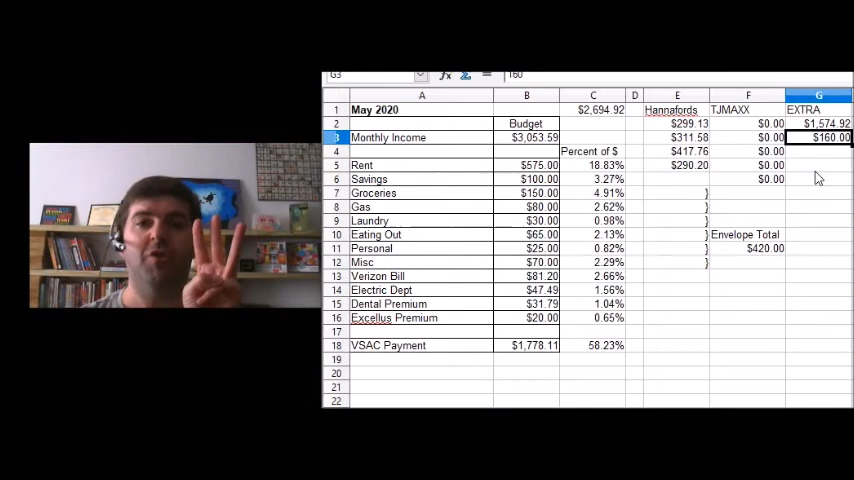 G3 fx Σ = 160
A B C D E F G
1 May 2020 $2,694.92 Hannafords TJMAXX EXTRA
2 Budget $299.13 $0.00 $1,574.92
3 Monthly Income $3,053.59 $311.58 $0.00 $160.00
4 Percent of $ $417.76 $0.00
5 Rent $575.00 18.83% $290.20 $0.00
6 Savings $100.00 3.27% $0.00
7 Groceries $150.00 4.91% }
8 Gas $80.00 2.62% }
9 Laundry $30.00 0.98% }
10 Eating Out $65.00 2.13% } Envelope Total
11 Personal $25.00 0.82% } $420.00
12 Misc $70.00 2.29% }
13 Verizon Bill $81.20 2.66%
14 Electric Dept $47.49 1.56%
15 Dental Premium $31.79 1.04%
16 Excellus Premium $20.00 0.65%
17
18 VSAC Payment $1,778.11 58.23%
19
20
21
22